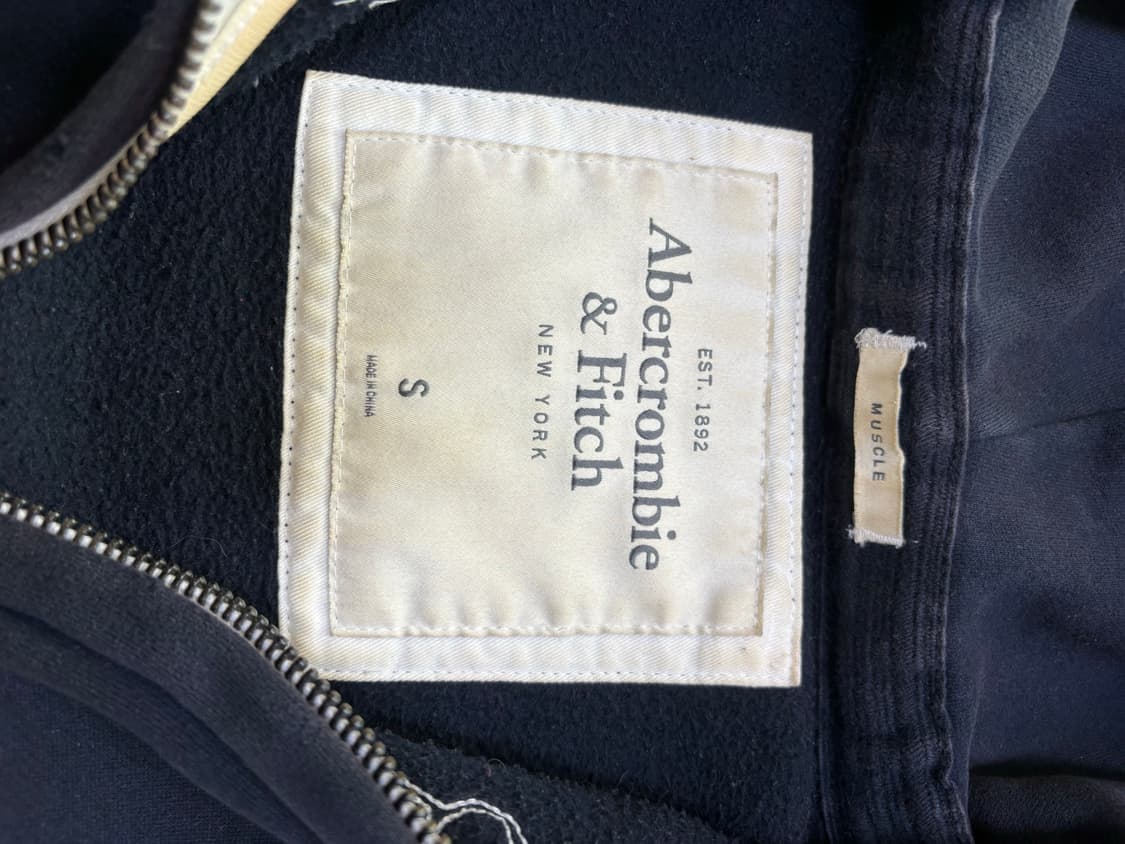 MUSCLE
EST. 1892
Abercrombie
& Fitch
NEW YORK
S
MADE IN CHINA